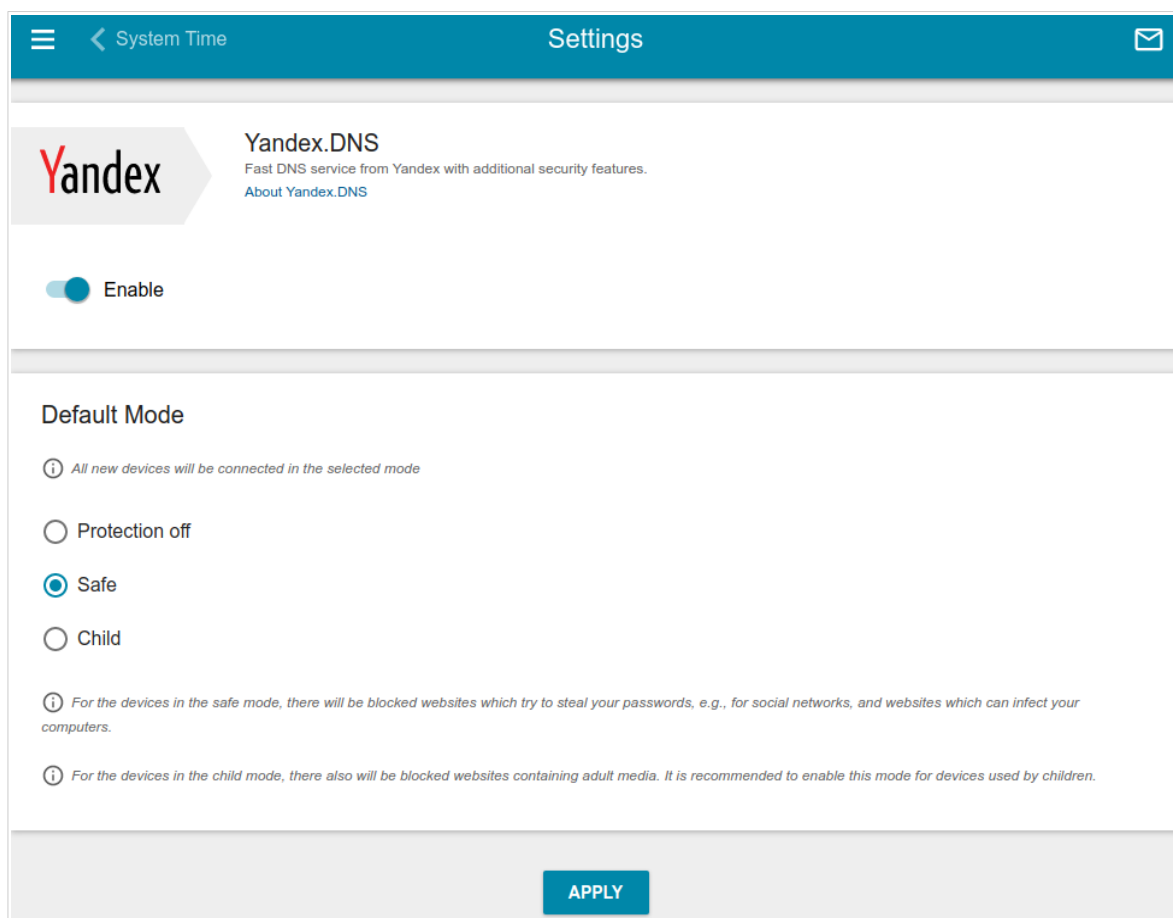 System Time
Settings
Yandex
Yandex.DNS
Fast DNS service from Yandex with additional security features.
About Yandex.DNS
Enable
Default Mode
All new devices will be connected in the selected mode
Protection off
Safe
Child
For the devices in the safe mode, there will be blocked websites which try to steal your passwords, e.g., for social networks, and websites which can infect your
computers.
For the devices in the child mode, there also will be blocked websites containing adult media. It is recommended to enable this mode for devices used by children.
APPLY